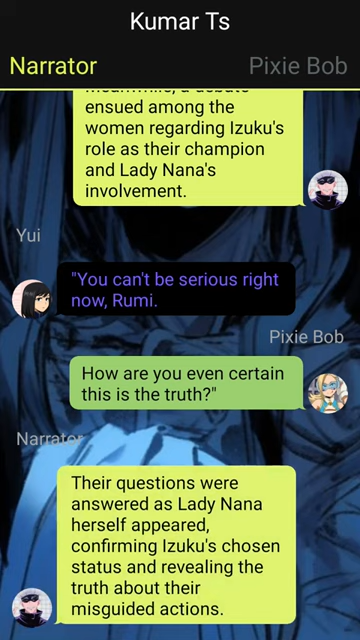 Kumar Ts
Narrator
Pixie Bob
Meanwhile, a debate
ensued among the
women regarding Izuku's
role as their champion
and Lady Nana's
involvement.
Yui
"You can't be serious right
now, Rumi.
Pixie Bob
How are you even certain
this is the truth?"
Narrator
Their questions were
answered as Lady Nana
herself appeared,
confirming Izuku's chosen
status and revealing the
truth about their
misguided actions.